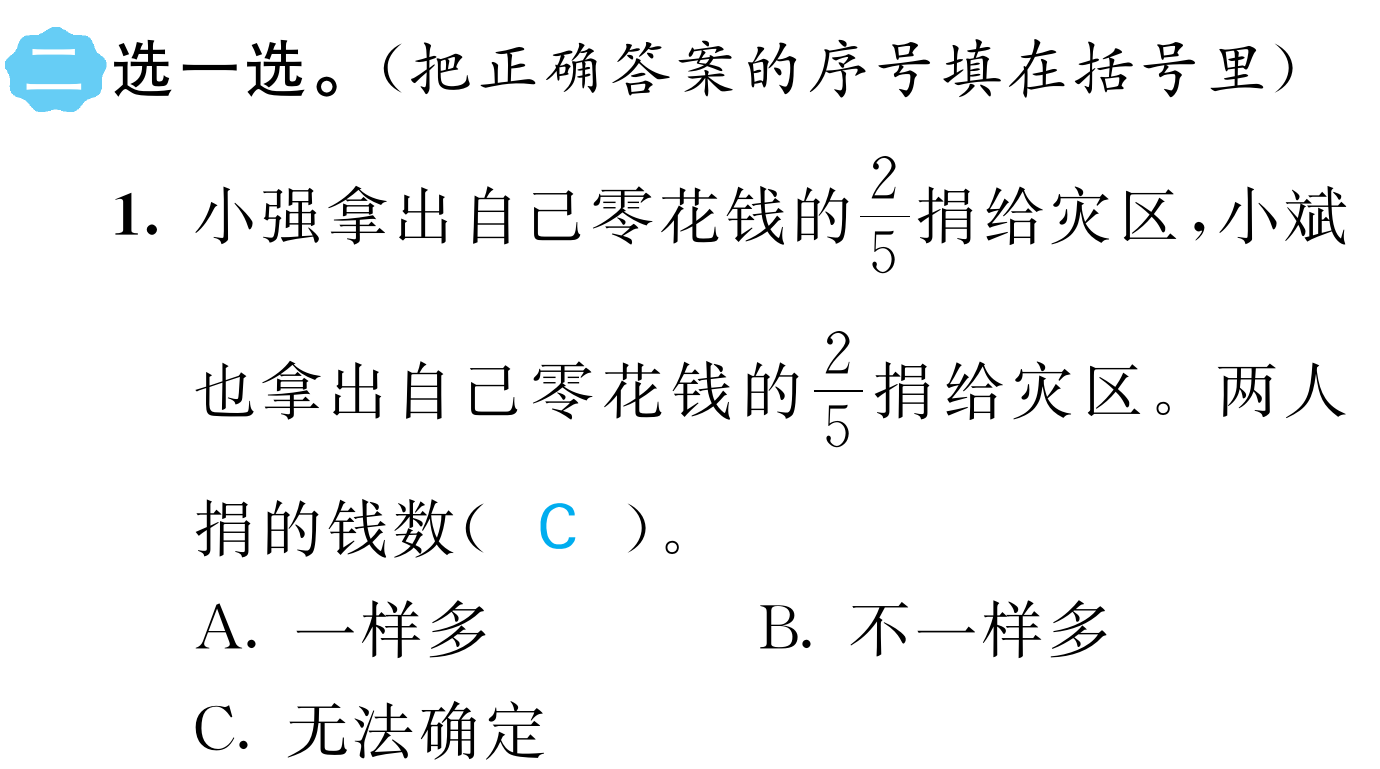 二 选一选。(把正确答案的序号填在括号里)
1. 小强拿出自己零花钱的2/5捐给灾区,小斌
也拿出自己零花钱的2/5捐给灾区。两人
捐的钱数( C )。
A. 一样多 B. 不一样多
C. 无法确定